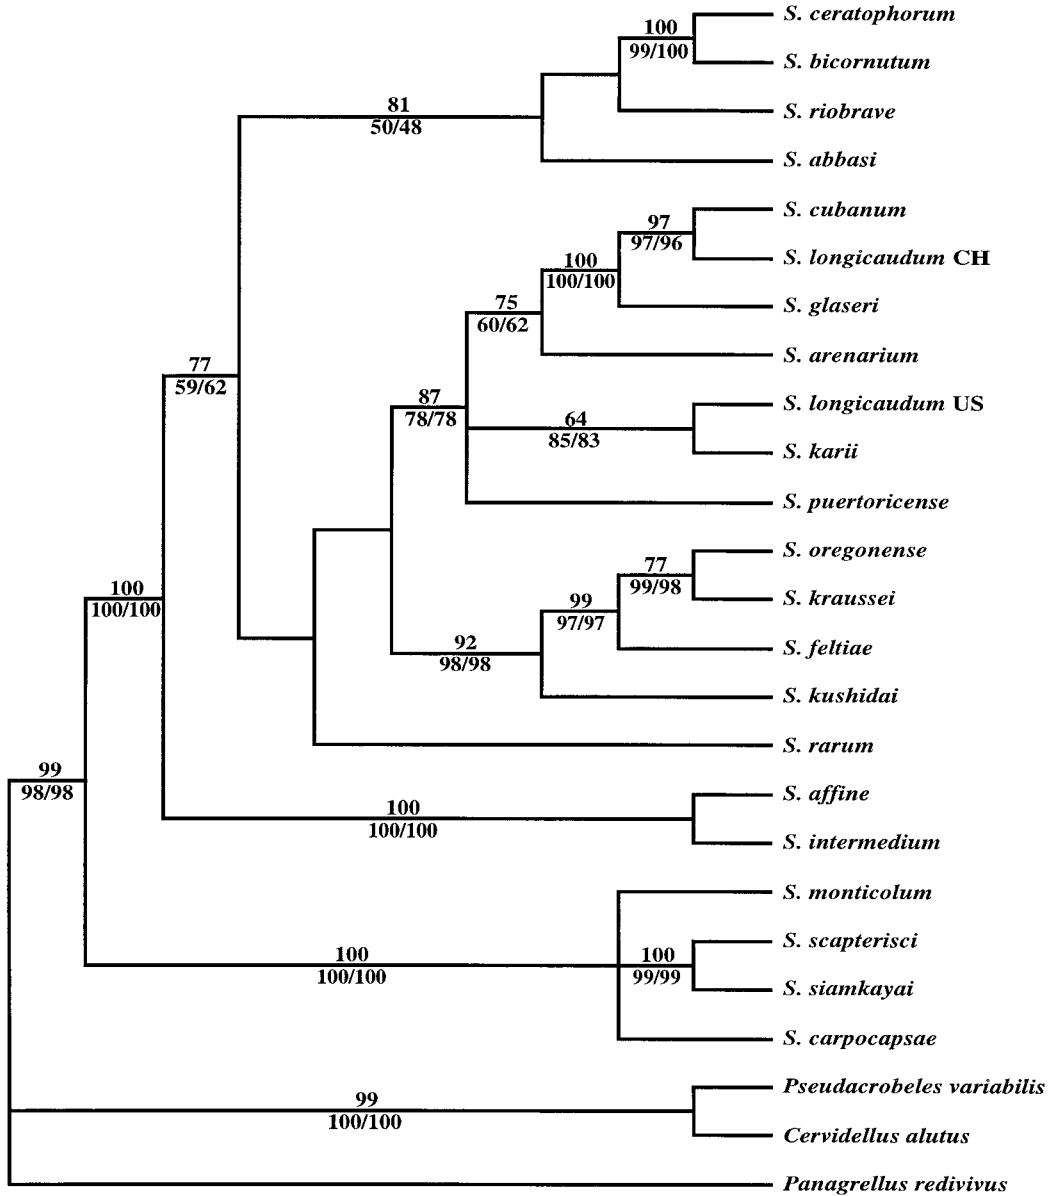 S. ceratophorum
100
99/100
S. bicornutum
81
50/48
S. riobrave
S. abbasi
S. cubanum
97
97/96
S. longicaudum CH
100
100/100
S. glaseri
75
60/62
S. arenarium
77
59/62
87
78/78
S. longicaudum US
64
85/83
S. karii
S. puertoricense
S. oregonense
77
99/98
S. kraussei
100
100/100
99
97/97
S. feltiae
92
98/98
S. kushidai
S. rarum
99
98/98
S. affine
100
100/100
S. intermedium
S. monticolum
S. scapterisci
100
100/100
100
99/99
S. siamkayai
S. carpocapsae
Pseudacrobeles variabilis
99
100/100
Cervidellus alutus
Panagrellus redivivus